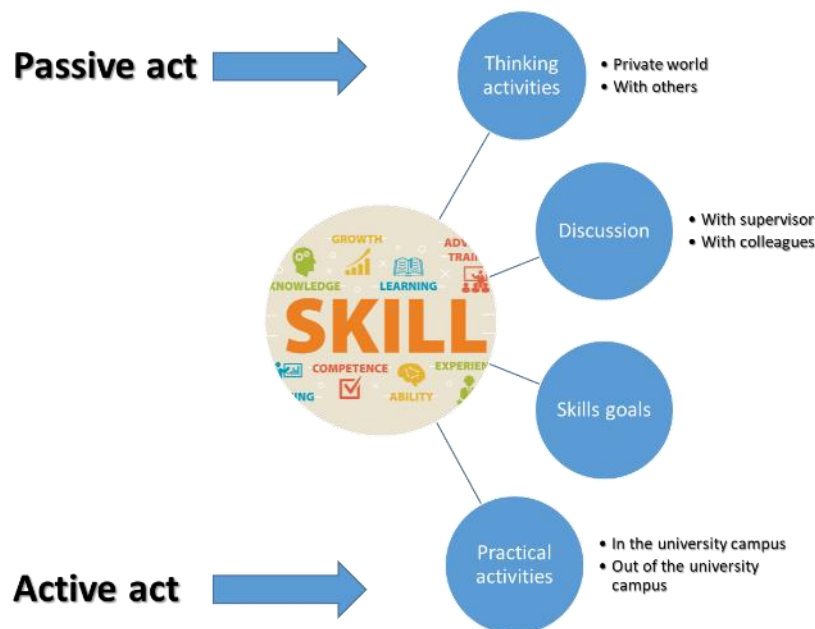 Passive act
Thinking
activities
• Private world
• With others
Discussion
• With supervisor
• With colleagues
GROWTH
KNOWLEDGE
LEARNING
SKILL
COMPETENCE
ABILITY
Skills goals
Practical
activities
• In the university campus
• Out of the university
campus
Active act